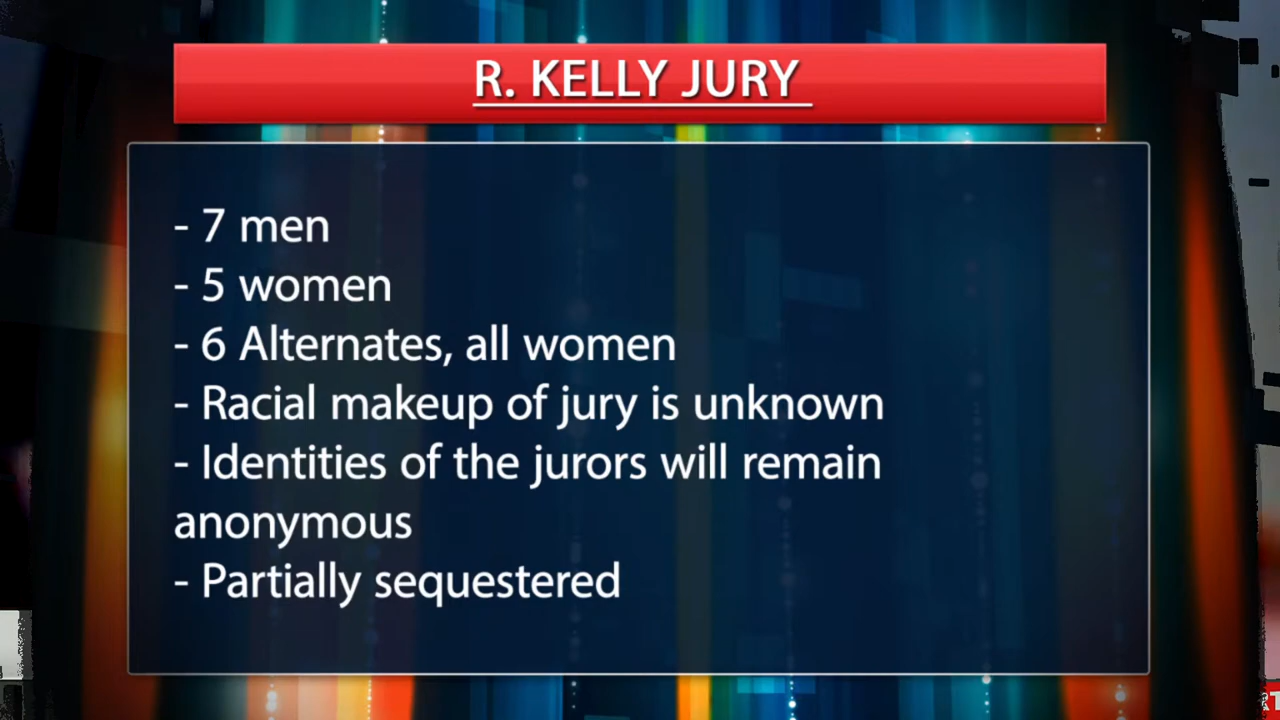 R. KELLY JURY
- 7 men
- 5 women
- 6 Alternates, all women
- Racial makeup of jury is unknown
- Identities of the jurors will remain
anonymous
- Partially sequestered